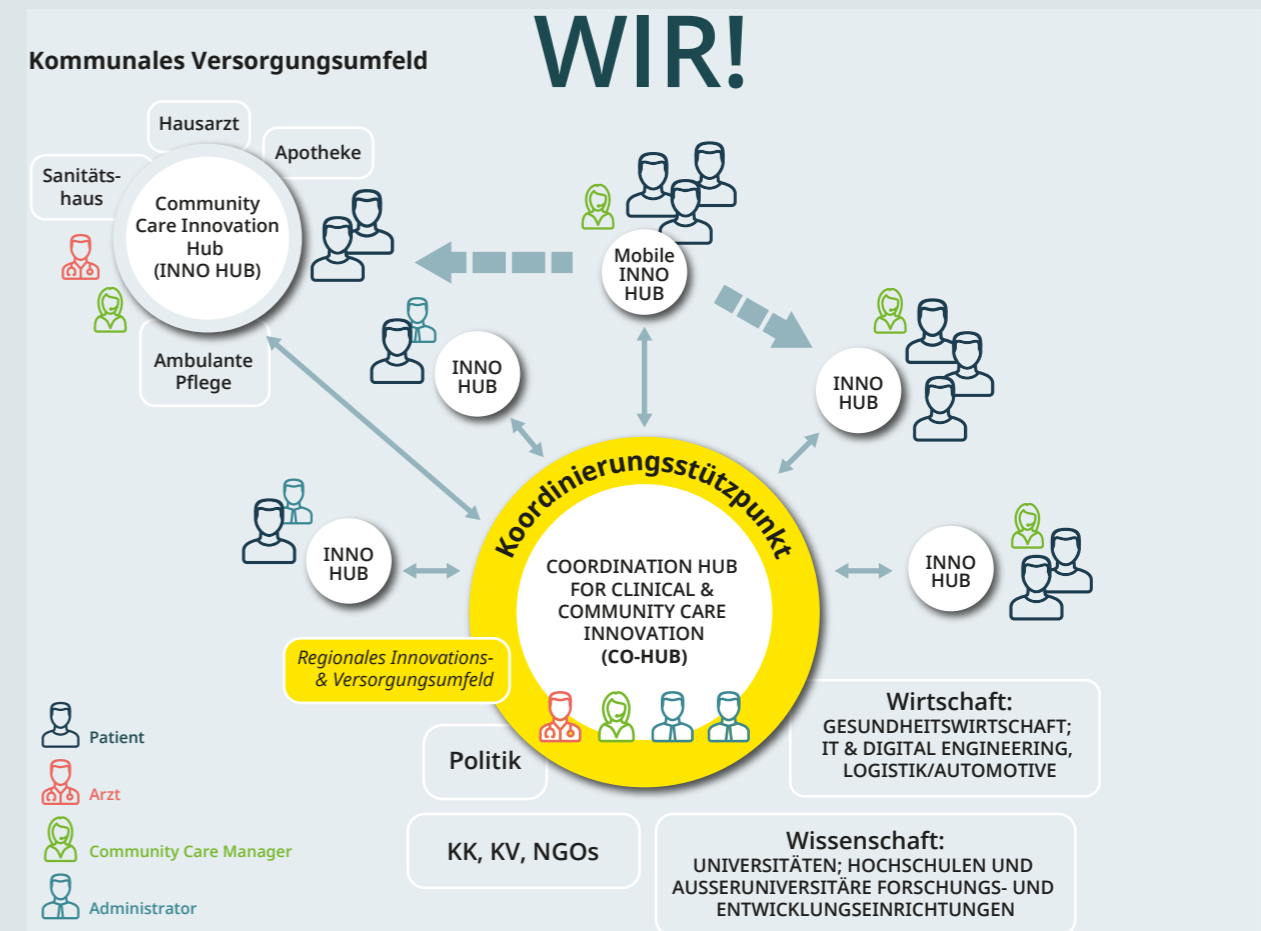 WIR!
Kommunales Versorgungsumfeld
Hausarzt
Apotheke
Sanitäts-
haus
Community
Care Innovation
Hub
(INNO HUB)
Ambulante
Pflege
Mobile
INNO
HUB
INNO
HUB
INNO
HUB
INNO
HUB
INNO
HUB
Koordinierungsstützpunkt
COORDINATION HUB
FOR CLINICAL &
COMMUNITY CARE
INNOVATION
(CO-HUB)
Regionales Innovations-
& Versorgungsumfeld
Politik
Wirtschaft:
GESUNDHEITSWIRTSCHAFT;
IT & DIGITAL ENGINEERING,
LOGISTIK/AUTOMOTIVE
KK, KV, NGOs
Wissenschaft:
UNIVERSITÄTEN; HOCHSCHULEN UND
AUSSERUNIVERSITÄRE FORSCHUNGS- UND
ENTWICKLUNGSEINRICHTUNGEN
Patient
Arzt
Community Care Manager
Administrator